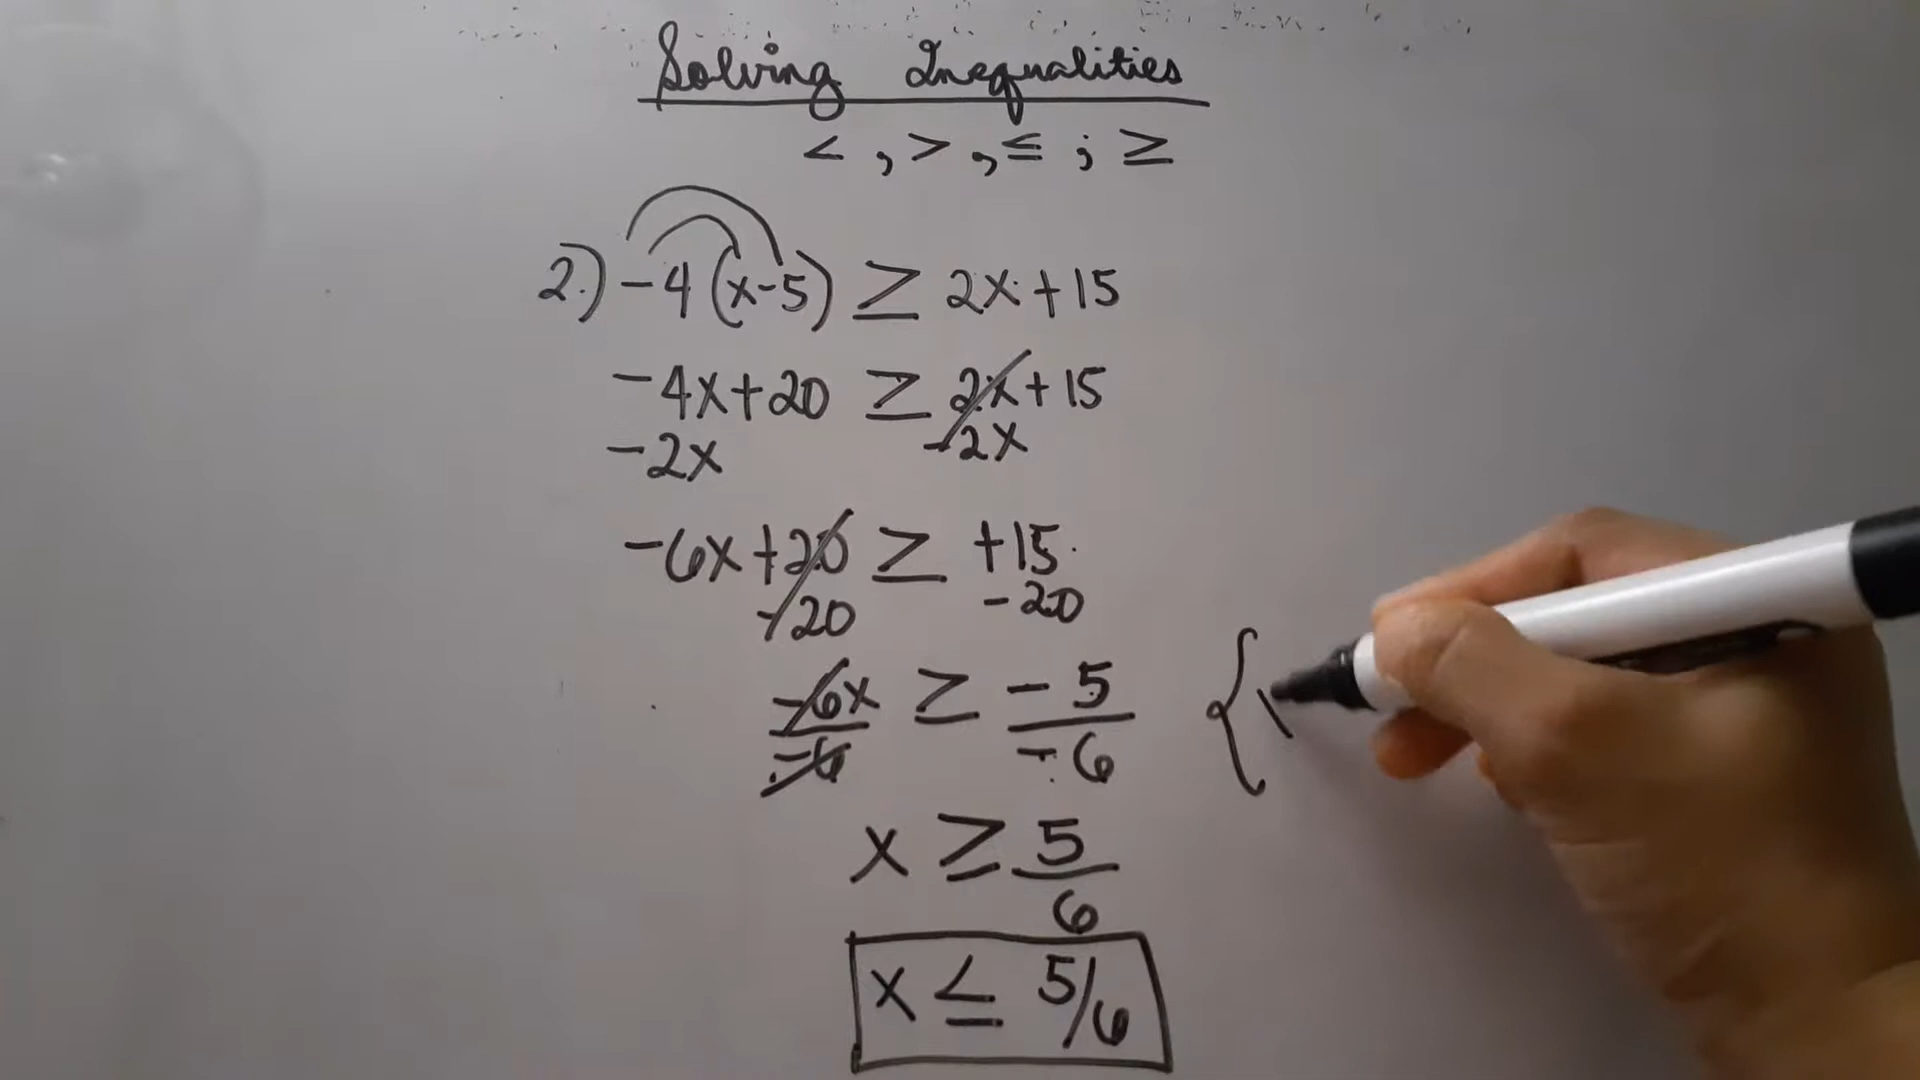 Solving Inequalities
< , > , ≤ ; ≥
2.) -4(x-5) ≥ 2x+15
-4x+20 ≥ 2x+15
-2x -2x
-6x+20 ≥ +15
-20 -20
-6x ≥ -5
-6 -6
x ≥ 5
6
x ≤ 5/6
{